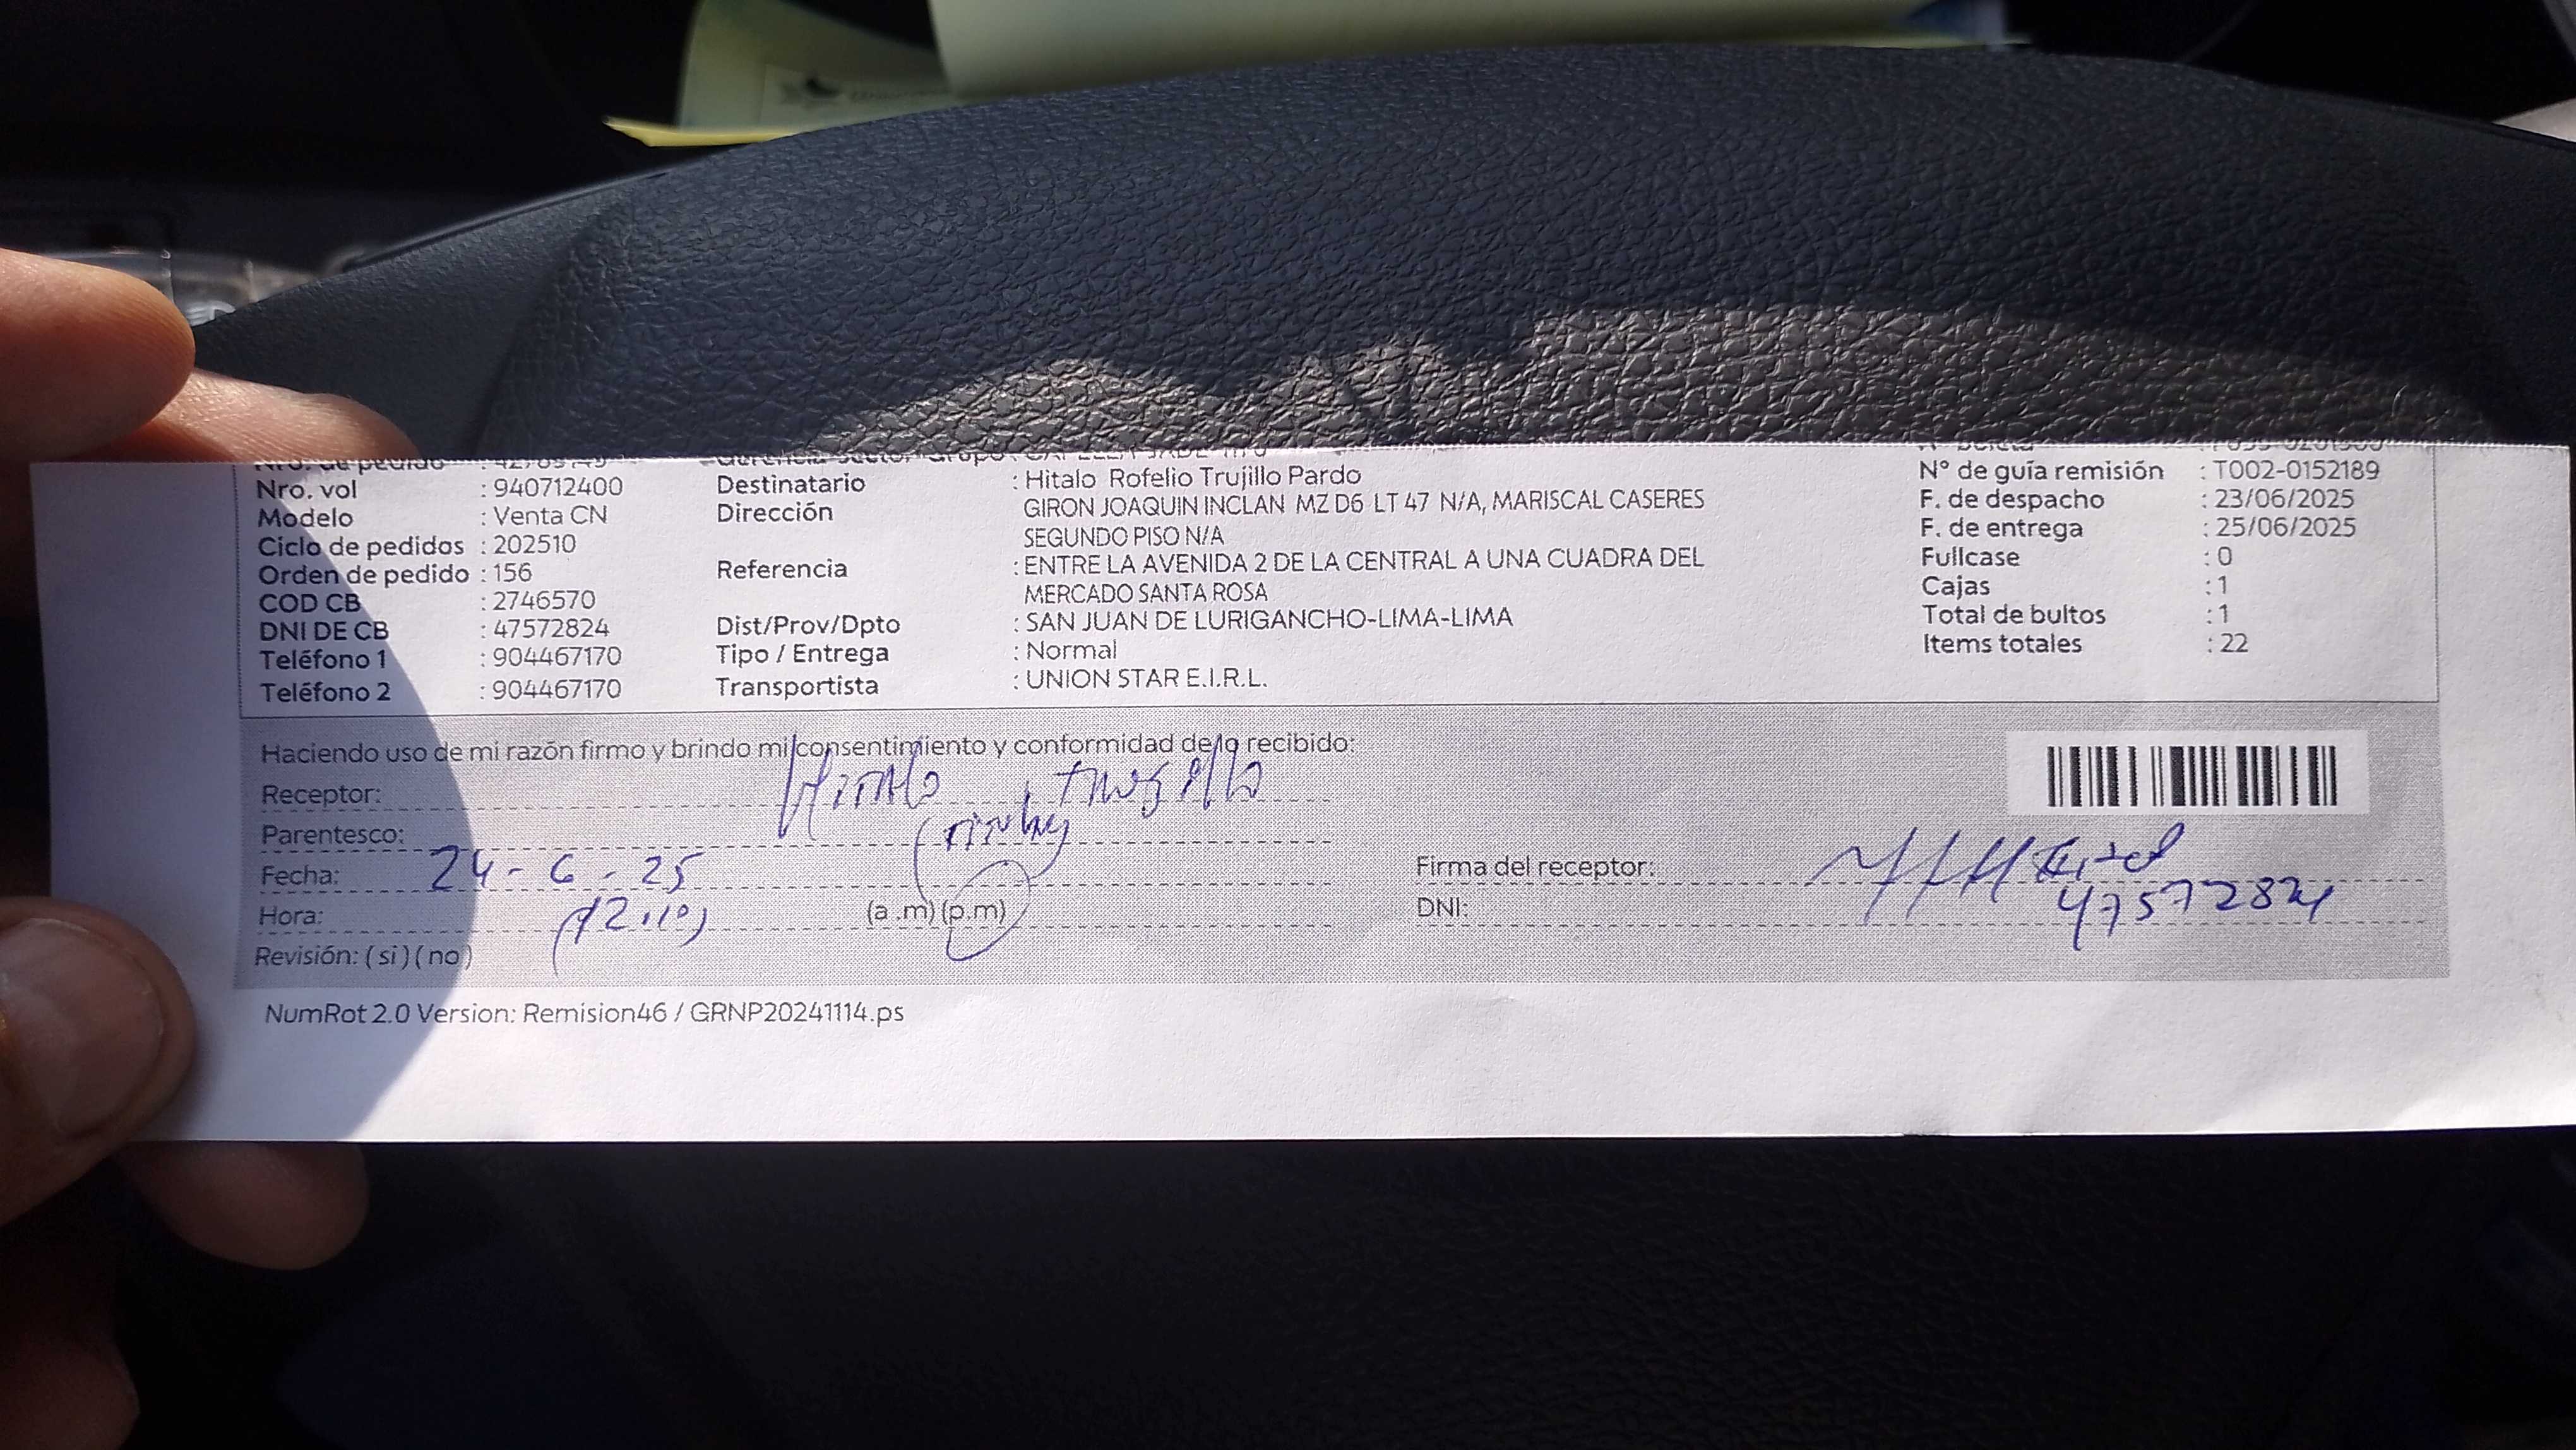 Nro. de pedido
Nro. vol : 940712400
Modelo : Venta CN
Ciclo de pedidos : 202510
Orden de pedido : 156
COD CB : 2746570
DNI DE CB : 47572824
Teléfono 1 : 904467170
Teléfono 2 : 904467170
Destinatario : Hitalo Rofelio Trujillo Pardo
Dirección GIRON JOAQUIN INCLAN MZ D6 LT 47 N/A, MARISCAL CASERES
SEGUNDO PISO N/A
Referencia : ENTRE LA AVENIDA 2 DE LA CENTRAL A UNA CUADRA DEL
MERCADO SANTA ROSA
Dist/Prov/Dpto : SAN JUAN DE LURIGANCHO-LIMA-LIMA
Tipo / Entrega : Normal
Transportista : UNION STAR E.I.R.L.
N° de guía remisión : T002-0152189
F. de despacho : 23/06/2025
F. de entrega : 25/06/2025
Fullcase : 0
Cajas : 1
Total de bultos : 1
Items totales : 22
Haciendo uso de mi razón firmo y brindo mi consentimiento y conformidad de lo recibido:
Receptor:
Parentesco:
Fecha: 24-6-25
Hora: (12:10) (a .m) (p.m)
Revisión: ( si ) ( no )
Firma del receptor:
DNI: 47572824
NumRot 2.0 Version: Remision46 / GRNP20241114.ps